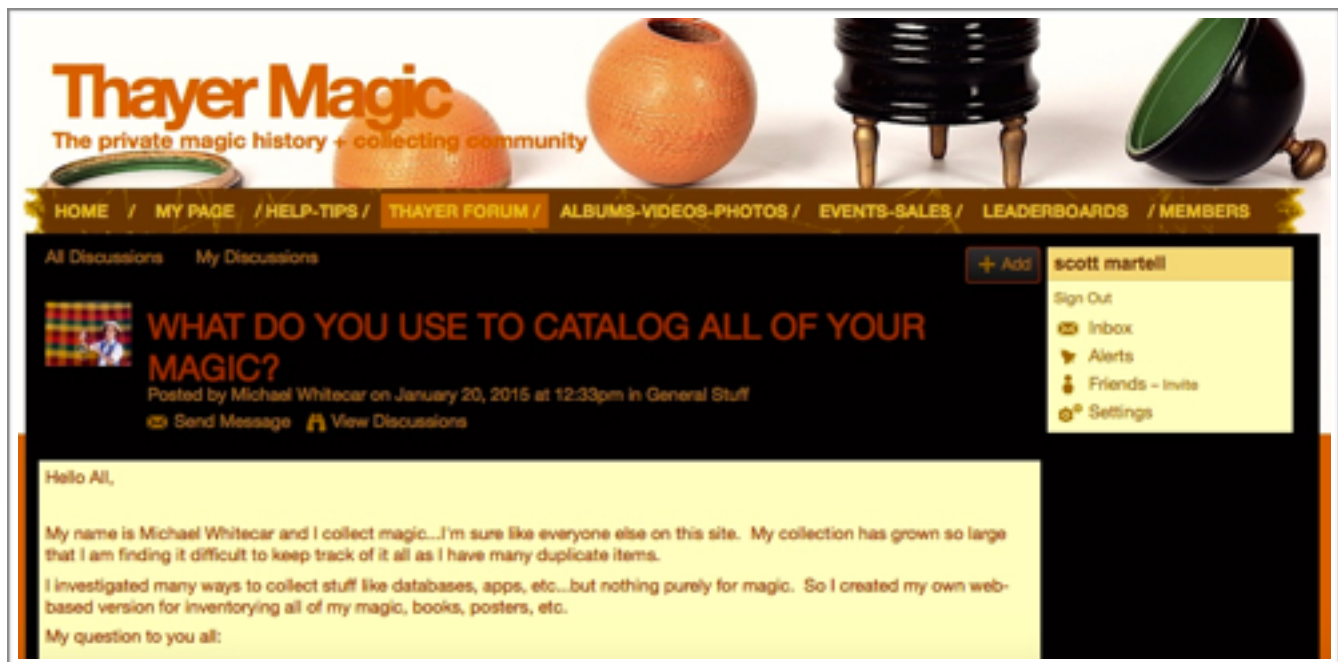 Thayer Magic
The private magic history + collecting community
HOME / MY PAGE / HELP-TIPS / THAYER FORUM / ALBUMS-VIDEOS-PHOTOS / EVENTS-SALES / LEADERBOARDS / MEMBERS
All Discussions My Discussions
+ Add
scott martell
Sign Out
Inbox
Alerts
Friends – Invite
Settings
WHAT DO YOU USE TO CATALOG ALL OF YOUR
MAGIC?
Posted by Michael Whitecar on January 20, 2015 at 12:33pm in General Stuff
Send Message View Discussions
Hello All,
My name is Michael Whitecar and I collect magic...I'm sure like everyone else on this site. My collection has grown so large
that I am finding it difficult to keep track of it all as I have many duplicate items.
I investigated many ways to collect stuff like databases, apps, etc...but nothing purely for magic. So I created my own web-
based version for inventorying all of my magic, books, posters, etc.
My question to you all: